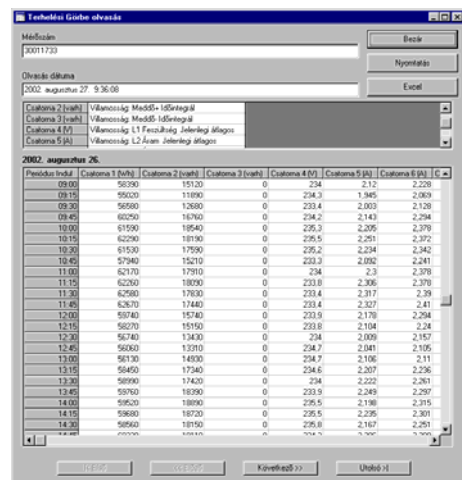 Terhelési Görbe olvasás
Mérőszám
30011733
Bezár
Nyomtatás
Olvasás dátuma
2002. augusztus 27. 9:36:08
Excel
Csatorna 2 (varh) Villamosság: Meddő+ Időintegrál
Csatorna 3 (varh) Villamosság: Meddő- Időintegrál
Csatorna 4 (V) Villamosság: L1 Feszültség Jelenlegi átlagos
Csatorna 5 (A) Villamosság: L2 Áram Jelenlegi átlagos
2002. augusztus 26.
Periódus Indul Csatorna 1 (Wh) Csatorna 2 (varh) Csatorna 3 (varh) Csatorna 4 (V) Csatorna 5 (A) Csatorna 6 (A) C
09:00 58390 15120 0 234 2,12 2,228
09:15 55020 11890 0 234,3 1,945 2,069
09:30 56580 12680 0 233,4 2,003 2,128
09:45 60250 16760 0 234,2 2,143 2,294
10:00 61590 18540 0 235,3 2,205 2,378
10:15 62290 18190 0 235,5 2,251 2,372
10:30 61530 17590 0 235,2 2,234 2,342
10:45 57940 15210 0 233,3 2,092 2,241
11:00 62170 17910 0 234 2,3 2,378
11:15 62260 18090 0 233,8 2,306 2,378
11:30 62580 17830 0 233,4 2,317 2,39
11:45 62670 17440 0 233,4 2,327 2,41
12:00 59740 15740 0 233,9 2,178 2,294
12:15 58270 15150 0 233,8 2,104 2,24
12:30 56740 13430 0 234 2,009 2,157
12:45 56060 13310 0 234,7 2,041 2,105
13:00 56130 14930 0 234,7 2,106 2,11
13:15 58450 17340 0 234,6 2,207 2,236
13:30 58990 17420 0 234 2,222 2,261
13:45 59760 18390 0 233,9 2,249 2,297
14:00 59520 18890 0 235,5 2,198 2,315
14:15 59680 18720 0 235,5 2,235 2,301
14:30 58560 18150 0 235,8 2,167 2,251
Következő >> Utolsó >|